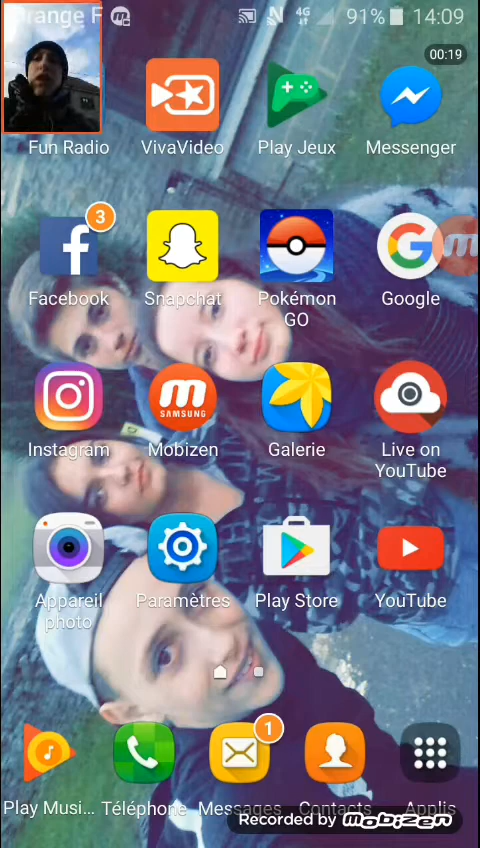 Orange F
4G 91% 14:09
00:19
Fun Radio VivaVideo Play Jeux Messenger
3
Facebook Snapchat Pokémon GO Google
SAMSUNG
Instagram Mobizen Galerie Live on YouTube
Appareil photo Paramètres Play Store YouTube
1
Play Musi... Téléphone Messages Contacts Applis
Recorded by mobizen